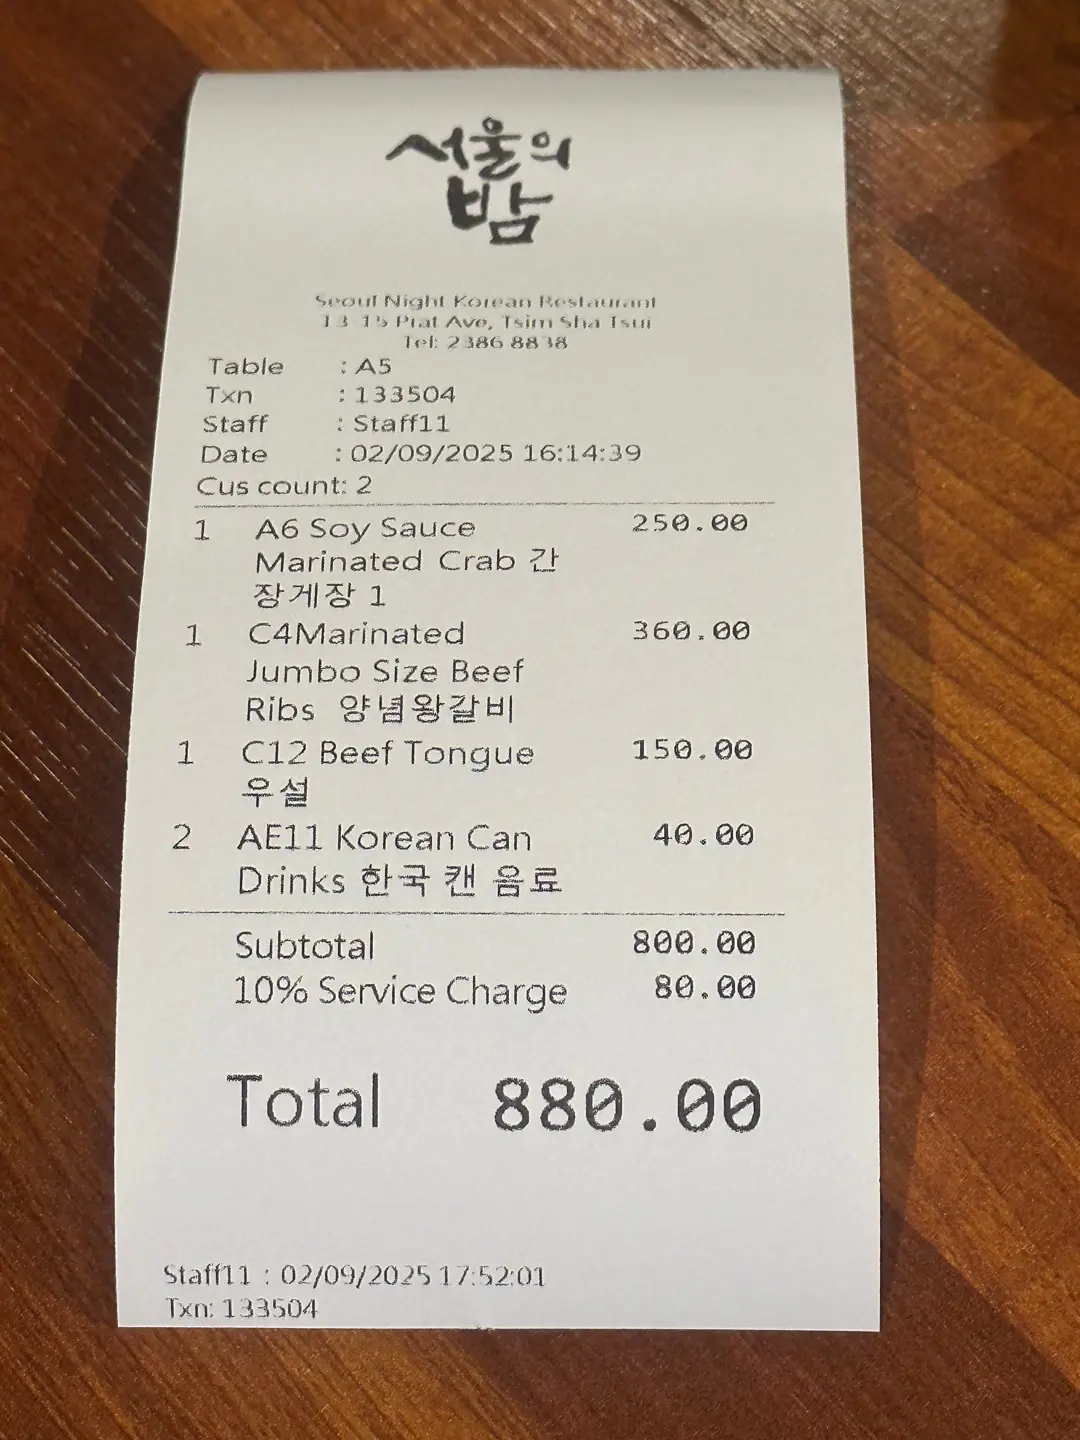 서울의
밤
Seoul Night Korean Restaurant
13-15 Prat Ave, Tsim Sha Tsui
Tel: 2386 8838
Table : A5
Txn : 133504
Staff : Staff11
Date : 02/09/2025 16:14:39
Cus count: 2
1 A6 Soy Sauce 250.00
Marinated Crab 간
장게장 1
1 C4Marinated 360.00
Jumbo Size Beef
Ribs 양념왕갈비
1 C12 Beef Tongue 150.00
우설
2 AE11 Korean Can 40.00
Drinks 한국 캔 음료
Subtotal 800.00
10% Service Charge 80.00
Total 880.00
Staff11 : 02/09/2025 17:52:01
Txn: 133504